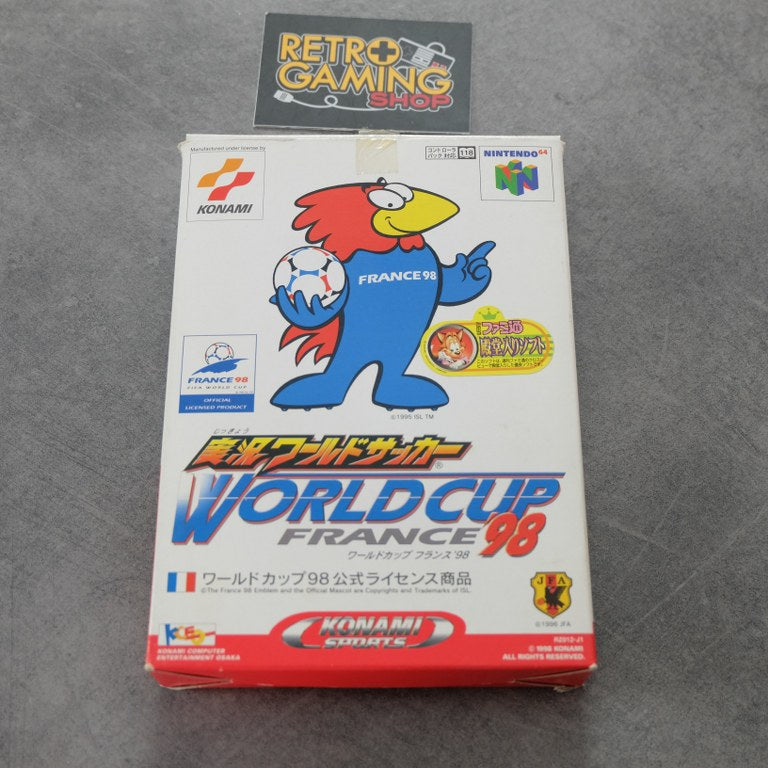 RETRO
GAMING
SHOP
Manufactured under license by
KONAMI
コントローラ
パック対応
118
NINTENDO64
FRANCE 98
ファミ通
殿堂入りソフト
FRANCE 98
FIFA WORLD CUP
OFFICIAL
LICENSED PRODUCT
©1995 ISL TM
じっきょう
実況ワールドサッカー®
WORLD CUP
FRANCE '98
ワールドカップ フランス'98
ワールドカップ98公式ライセンス商品
©The France 98 Emblem and the Official Mascot are Copyrights and Trademarks of ISL.
JFA
©1996 JFA
KCEO
KONAMI COMPUTER
ENTERTAINMENT OSAKA
KONAMI
SPORTS
RZ012-J1
© 1998 KONAMI
ALL RIGHTS RESERVED.